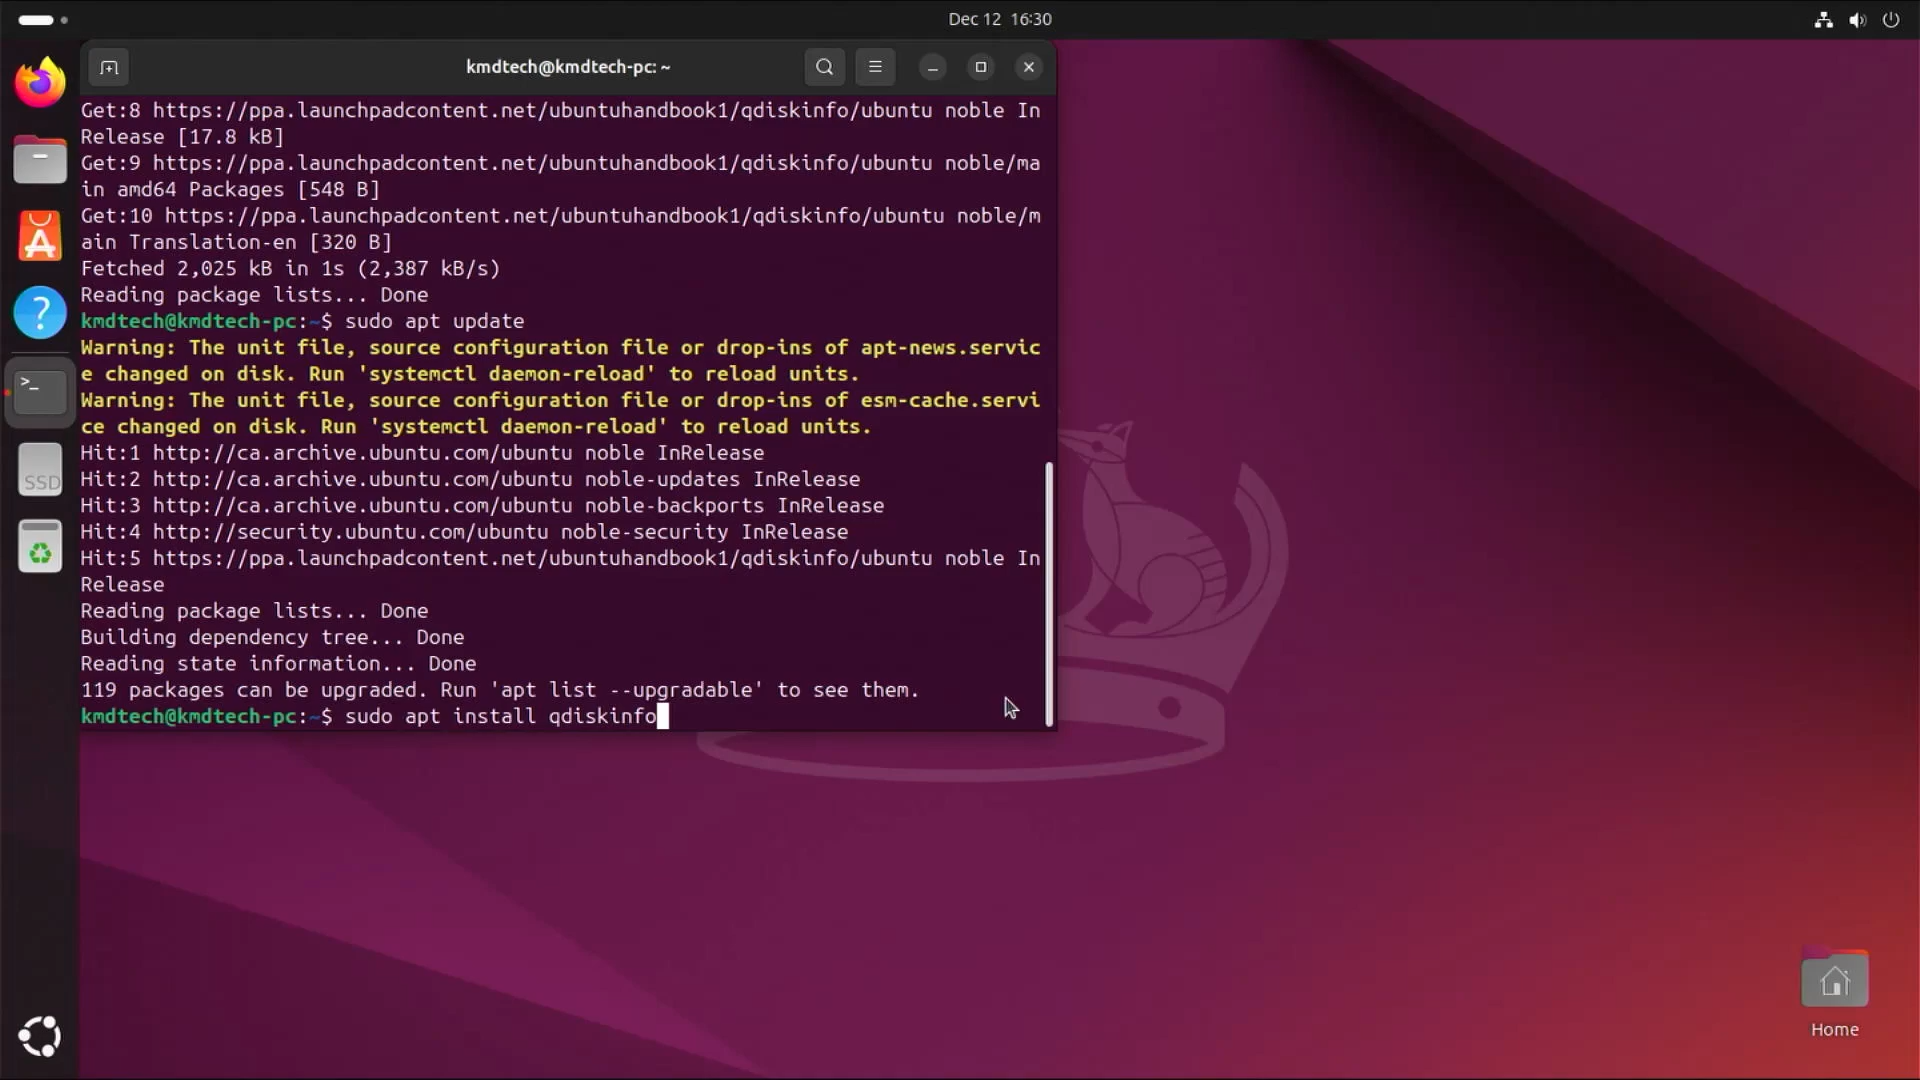 Dec 12 16:30
kmdtech@kmdtech-pc: ~
Get:8 https://ppa.launchpadcontent.net/ubuntuhandbook1/qdiskinfo/ubuntu noble In
Release [17.8 kB]
Get:9 https://ppa.launchpadcontent.net/ubuntuhandbook1/qdiskinfo/ubuntu noble/ma
in amd64 Packages [548 B]
Get:10 https://ppa.launchpadcontent.net/ubuntuhandbook1/qdiskinfo/ubuntu noble/m
ain Translation-en [320 B]
Fetched 2,025 kB in 1s (2,387 kB/s)
Reading package lists... Done
kmdtech@kmdtech-pc:~$ sudo apt update
Warning: The unit file, source configuration file or drop-ins of apt-news.servic
e changed on disk. Run 'systemctl daemon-reload' to reload units.
Warning: The unit file, source configuration file or drop-ins of esm-cache.servi
ce changed on disk. Run 'systemctl daemon-reload' to reload units.
Hit:1 http://ca.archive.ubuntu.com/ubuntu noble InRelease
Hit:2 http://ca.archive.ubuntu.com/ubuntu noble-updates InRelease
Hit:3 http://ca.archive.ubuntu.com/ubuntu noble-backports InRelease
Hit:4 http://security.ubuntu.com/ubuntu noble-security InRelease
Hit:5 https://ppa.launchpadcontent.net/ubuntuhandbook1/qdiskinfo/ubuntu noble In
Release
Reading package lists... Done
Building dependency tree... Done
Reading state information... Done
119 packages can be upgraded. Run 'apt list --upgradable' to see them.
kmdtech@kmdtech-pc:~$ sudo apt install qdiskinfo
SSD
Home